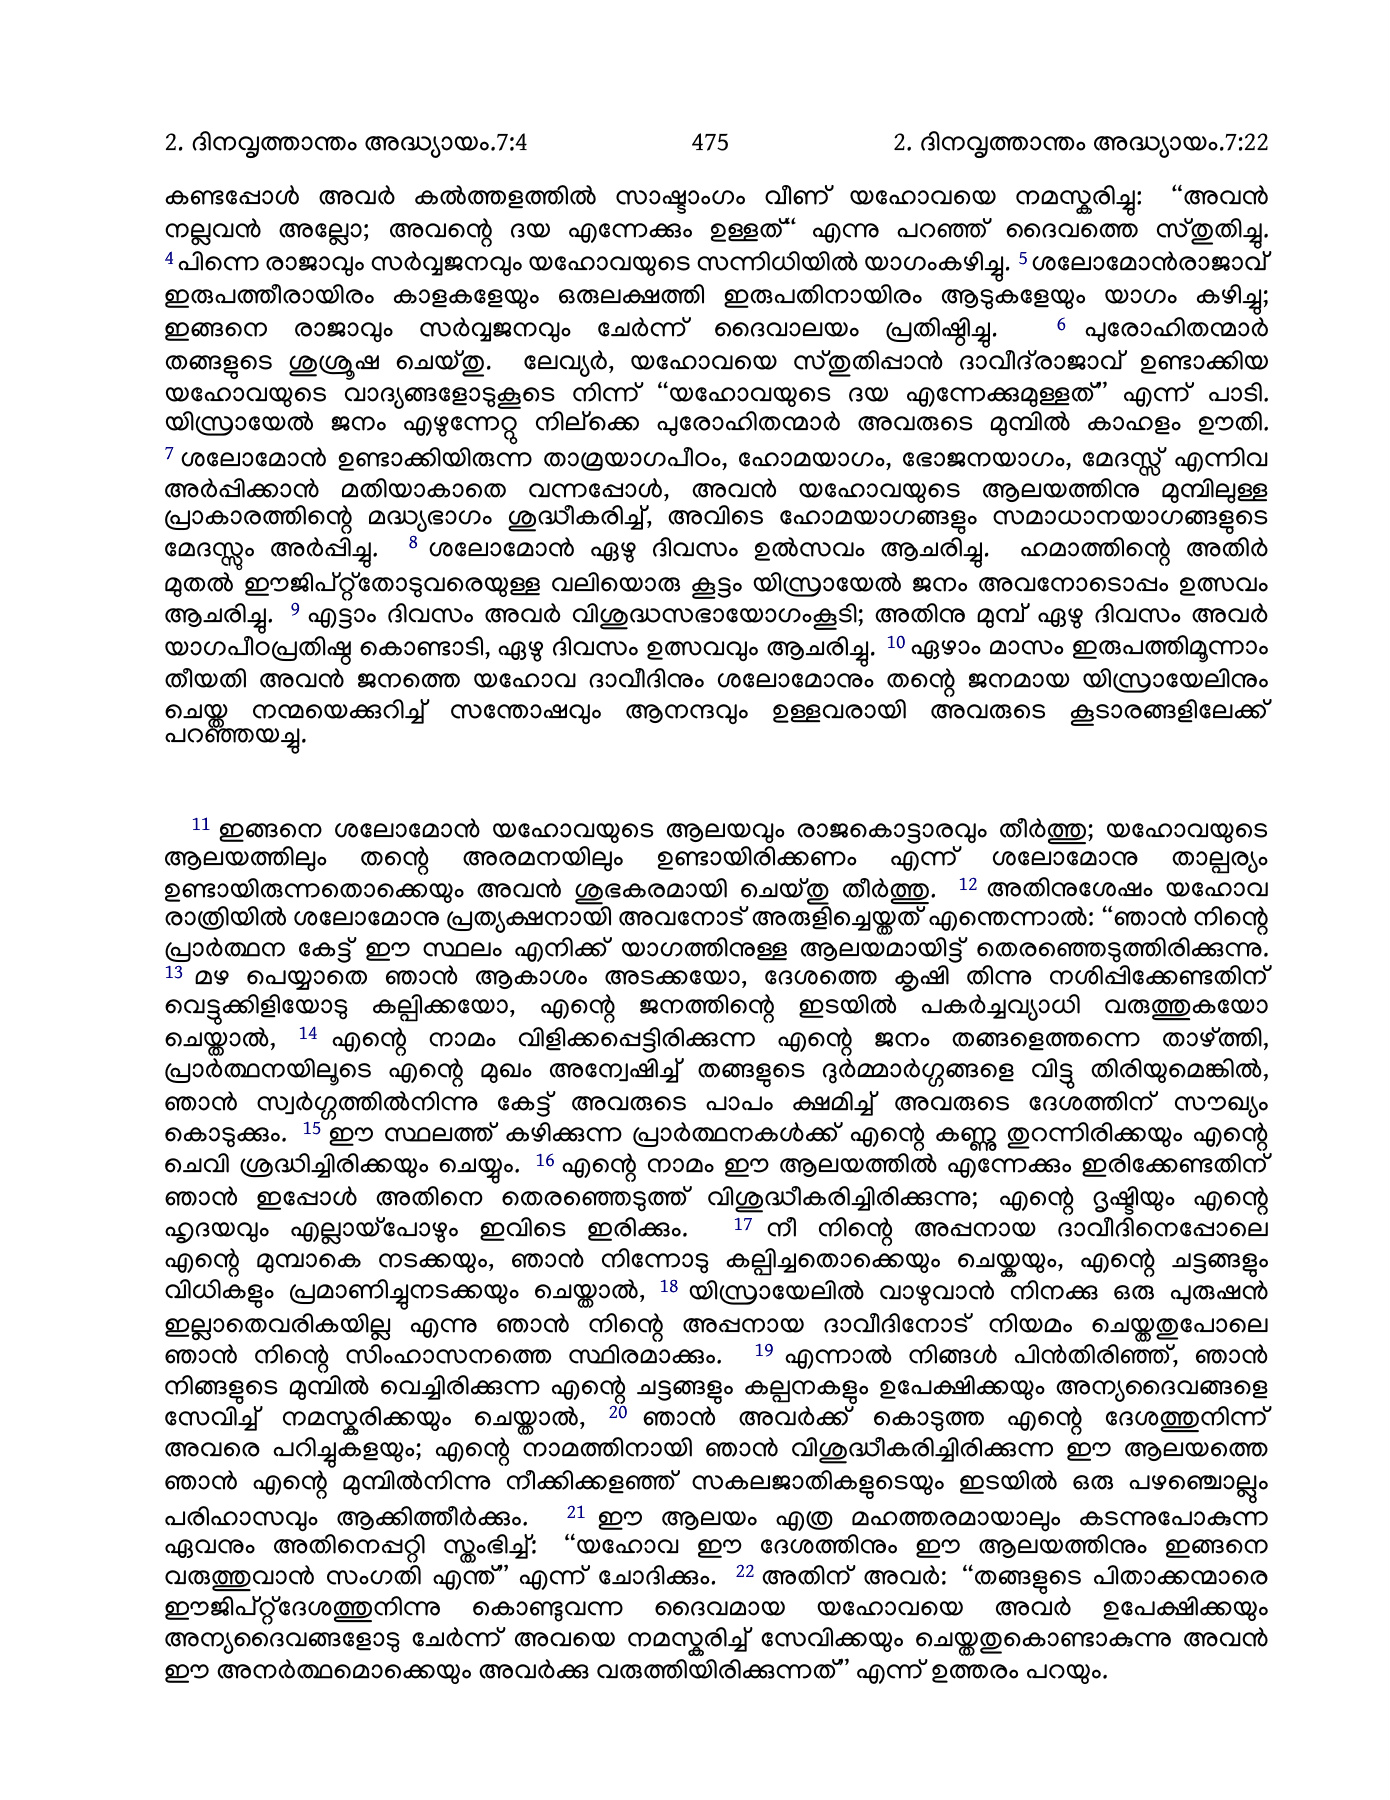 2. ദിനവൃത്താന്തം അദ്ധ്യായം.7:4 475 2. ദിനവൃത്താന്തം അദ്ധ്യായം.7:22
കണ്ടപ്പോൾ അവർ കൽത്തളത്തിൽ സാഷ്ടാംഗം വീണ് യഹോവയെ നമസ്കരിച്ചു: “അവൻ
നല്ലവൻ അല്ലോ; അവന്റെ ദയ എന്നേക്കും ഉള്ളത്“ എന്നു പറഞ്ഞ് ദൈവത്തെ സ്തുതിച്ചു.
4 പിന്നെ രാജാവും സർവ്വജനവും യഹോവയുടെ സന്നിധിയിൽ യാഗംകഴിച്ചു. 5 ശലോമോൻരാജാവ്
ഇരുപത്തീരായിരം കാളകളേയും ഒരുലക്ഷത്തി ഇരുപതിനായിരം ആടുകളേയും യാഗം കഴിച്ചു;
ഇങ്ങനെ രാജാവും സർവ്വജനവും ചേർന്ന് ദൈവാലയം പ്രതിഷ്ഠിച്ചു. 6 പുരോഹിതന്മാർ
തങ്ങളുടെ ശുശ്രൂഷ ചെയ്തു. ലേവ്യർ, യഹോവയെ സ്തുതിപ്പാൻ ദാവീദ്‌രാജാവ് ഉണ്ടാക്കിയ
യഹോവയുടെ വാദ്യങ്ങളോടുകൂടെ നിന്ന് “യഹോവയുടെ ദയ എന്നേക്കുമുള്ളത്” എന്ന് പാടി.
യിസ്രായേൽ ജനം എഴുന്നേറ്റു നില്ക്കെ പുരോഹിതന്മാർ അവരുടെ മുമ്പിൽ കാഹളം ഊതി.
7 ശലോമോൻ ഉണ്ടാക്കിയിരുന്ന താമ്രയാഗപീഠം, ഹോമയാഗം, ഭോജനയാഗം, മേദസ്സ് എന്നിവ
അർപ്പിക്കാൻ മതിയാകാതെ വന്നപ്പോൾ, അവൻ യഹോവയുടെ ആലയത്തിനു മുമ്പിലുള്ള
പ്രാകാരത്തിന്റെ മദ്ധ്യഭാഗം ശുദ്ധീകരിച്ച്, അവിടെ ഹോമയാഗങ്ങളും സമാധാനയാഗങ്ങളുടെ
മേദസ്സും അർപ്പിച്ചു. 8 ശലോമോൻ ഏഴു ദിവസം ഉൽസവം ആചരിച്ചു. ഹമാത്തിന്റെ അതിർ
മുതൽ ഈജിപ്റ്റ്തോടുവരെയുള്ള വലിയൊരു കൂട്ടം യിസ്രായേൽ ജനം അവനോടൊപ്പം ഉത്സവം
ആചരിച്ചു. 9 എട്ടാം ദിവസം അവർ വിശുദ്ധസഭായോഗംകൂടി; അതിനു മുമ്പ് ഏഴു ദിവസം അവർ
യാഗപീഠപ്രതിഷ്ഠ കൊണ്ടാടി, ഏഴു ദിവസം ഉത്സവവും ആചരിച്ചു. 10 ഏഴാം മാസം ഇരുപത്തിമൂന്നാം
തീയതി അവൻ ജനത്തെ യഹോവ ദാവീദിനും ശലോമോനും തന്റെ ജനമായ യിസ്രായേലിനും
ചെയ്ത നന്മയെക്കുറിച്ച് സന്തോഷവും ആനന്ദവും ഉള്ളവരായി അവരുടെ കൂടാരങ്ങളിലേക്ക്
പറഞ്ഞയച്ചു.
11 ഇങ്ങനെ ശലോമോൻ യഹോവയുടെ ആലയവും രാജകൊട്ടാരവും തീർത്തു; യഹോവയുടെ
ആലയത്തിലും തന്റെ അരമനയിലും ഉണ്ടായിരിക്കണം എന്ന് ശലോമോനു താല്പര്യം
ഉണ്ടായിരുന്നതൊക്കെയും അവൻ ശുഭകരമായി ചെയ്തു തീർത്തു. 12 അതിനുശേഷം യഹോവ
രാത്രിയിൽ ശലോമോനു പ്രത്യക്ഷനായി അവനോട് അരുളിച്ചെയ്തത് എന്തെന്നാൽ: “ഞാൻ നിന്റെ
പ്രാർത്ഥന കേട്ട് ഈ സ്ഥലം എനിക്ക് യാഗത്തിനുള്ള ആലയമായിട്ട് തെരഞ്ഞെടുത്തിരിക്കുന്നു.
13 മഴ പെയ്യാതെ ഞാൻ ആകാശം അടക്കയോ, ദേശത്തെ കൃഷി തിന്നു നശിപ്പിക്കേണ്ടതിന്
വെട്ടുക്കിളിയോടു കല്പിക്കയോ, എന്റെ ജനത്തിന്റെ ഇടയിൽ പകർച്ചവ്യാധി വരുത്തുകയോ
ചെയ്താൽ, 14 എന്റെ നാമം വിളിക്കപ്പെട്ടിരിക്കുന്ന എന്റെ ജനം തങ്ങളെത്തന്നെ താഴ്ത്തി,
പ്രാർത്ഥനയിലൂടെ എന്റെ മുഖം അന്വേഷിച്ച് തങ്ങളുടെ ദുർമ്മാർഗ്ഗങ്ങളെ വിട്ടു തിരിയുമെങ്കിൽ,
ഞാൻ സ്വർഗ്ഗത്തിൽനിന്നു കേട്ട് അവരുടെ പാപം ക്ഷമിച്ച് അവരുടെ ദേശത്തിന് സൗഖ്യം
കൊടുക്കും. 15 ഈ സ്ഥലത്ത് കഴിക്കുന്ന പ്രാർത്ഥനകൾക്ക് എന്റെ കണ്ണു തുറന്നിരിക്കയും എന്റെ
ചെവി ശ്രദ്ധിച്ചിരിക്കയും ചെയ്യും. 16 എന്റെ നാമം ഈ ആലയത്തിൽ എന്നേക്കും ഇരിക്കേണ്ടതിന്
ഞാൻ ഇപ്പോൾ അതിനെ തെരഞ്ഞെടുത്ത് വിശുദ്ധീകരിച്ചിരിക്കുന്നു; എന്റെ ദൃഷ്ടിയും എന്റെ
ഹൃദയവും എല്ലായ്പോഴും ഇവിടെ ഇരിക്കും. 17 നീ നിന്റെ അപ്പനായ ദാവീദിനെപ്പോലെ
എന്റെ മുമ്പാകെ നടക്കയും, ഞാൻ നിന്നോടു കല്പിച്ചതൊക്കെയും ചെയ്കയും, എന്റെ ചട്ടങ്ങളും
വിധികളും പ്രമാണിച്ചുനടക്കയും ചെയ്താൽ, 18 യിസ്രായേലിൽ വാഴുവാൻ നിനക്കു ഒരു പുരുഷൻ
ഇല്ലാതെവരികയില്ല എന്നു ഞാൻ നിന്റെ അപ്പനായ ദാവീദിനോട് നിയമം ചെയ്തതുപോലെ
ഞാൻ നിന്റെ സിംഹാസനത്തെ സ്ഥിരമാക്കും. 19 എന്നാൽ നിങ്ങൾ പിൻതിരിഞ്ഞ്, ഞാൻ
നിങ്ങളുടെ മുമ്പിൽ വെച്ചിരിക്കുന്ന എന്റെ ചട്ടങ്ങളും കല്പനകളും ഉപേക്ഷിക്കയും അന്യദൈവങ്ങളെ
സേവിച്ച് നമസ്കരിക്കയും ചെയ്താൽ, 20 ഞാൻ അവർക്ക് കൊടുത്ത എന്റെ ദേശത്തുനിന്ന്
അവരെ പറിച്ചുകളയും; എന്റെ നാമത്തിനായി ഞാൻ വിശുദ്ധീകരിച്ചിരിക്കുന്ന ഈ ആലയത്തെ
ഞാൻ എന്റെ മുമ്പിൽനിന്നു നീക്കിക്കളഞ്ഞ് സകലജാതികളുടെയും ഇടയിൽ ഒരു പഴഞ്ചൊല്ലും
പരിഹാസവും ആക്കിത്തീർക്കും. 21 ഈ ആലയം എത്ര മഹത്തരമായാലും കടന്നുപോകുന്ന
ഏവനും അതിനെപ്പറ്റി സ്തംഭിച്ച്: “യഹോവ ഈ ദേശത്തിനും ഈ ആലയത്തിനും ഇങ്ങനെ
വരുത്തുവാൻ സംഗതി എന്ത്” എന്ന് ചോദിക്കും. 22 അതിന് അവർ: “തങ്ങളുടെ പിതാക്കന്മാരെ
ഈജിപ്റ്റ്ദേശത്തുനിന്നു കൊണ്ടുവന്ന ദൈവമായ യഹോവയെ അവർ ഉപേക്ഷിക്കയും
അന്യദൈവങ്ങളോടു ചേർന്ന് അവയെ നമസ്കരിച്ച് സേവിക്കയും ചെയ്തതുകൊണ്ടാകുന്നു അവൻ
ഈ അനർത്ഥമൊക്കെയും അവർക്കു വരുത്തിയിരിക്കുന്നത്” എന്ന് ഉത്തരം പറയും.